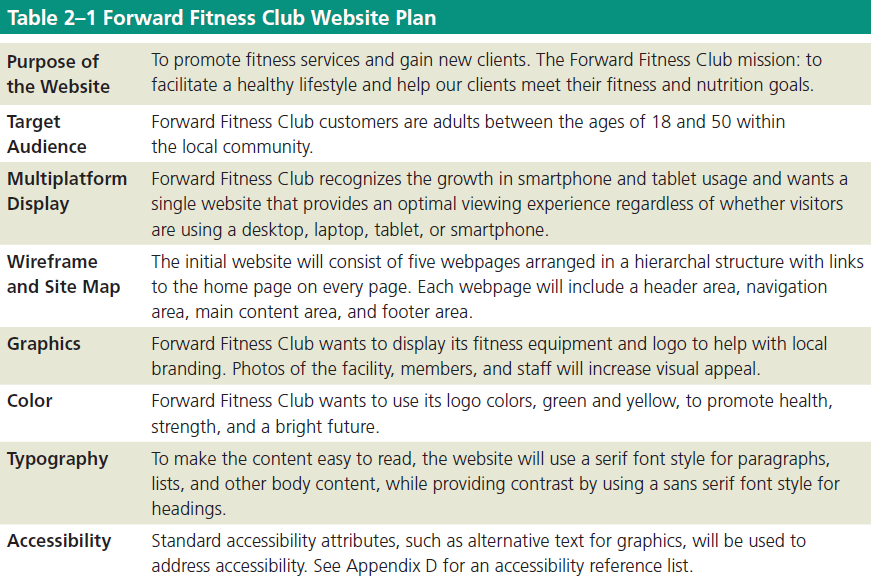 Table 2–1 Forward Fitness Club Website Plan
Purpose of
the Website
To promote fitness services and gain new clients. The Forward Fitness Club mission: to
facilitate a healthy lifestyle and help our clients meet their fitness and nutrition goals.
Target
Audience
Forward Fitness Club customers are adults between the ages of 18 and 50 within
the local community.
Multiplatform
Display
Forward Fitness Club recognizes the growth in smartphone and tablet usage and wants a
single website that provides an optimal viewing experience regardless of whether visitors
are using a desktop, laptop, tablet, or smartphone.
Wireframe
and Site Map
The initial website will consist of five webpages arranged in a hierarchal structure with links
to the home page on every page. Each webpage will include a header area, navigation
area, main content area, and footer area.
Graphics
Forward Fitness Club wants to display its fitness equipment and logo to help with local
branding. Photos of the facility, members, and staff will increase visual appeal.
Color
Forward Fitness Club wants to use its logo colors, green and yellow, to promote health,
strength, and a bright future.
Typography
To make the content easy to read, the website will use a serif font style for paragraphs,
lists, and other body content, while providing contrast by using a sans serif font style for
headings.
Accessibility
Standard accessibility attributes, such as alternative text for graphics, will be used to
address accessibility. See Appendix D for an accessibility reference list.